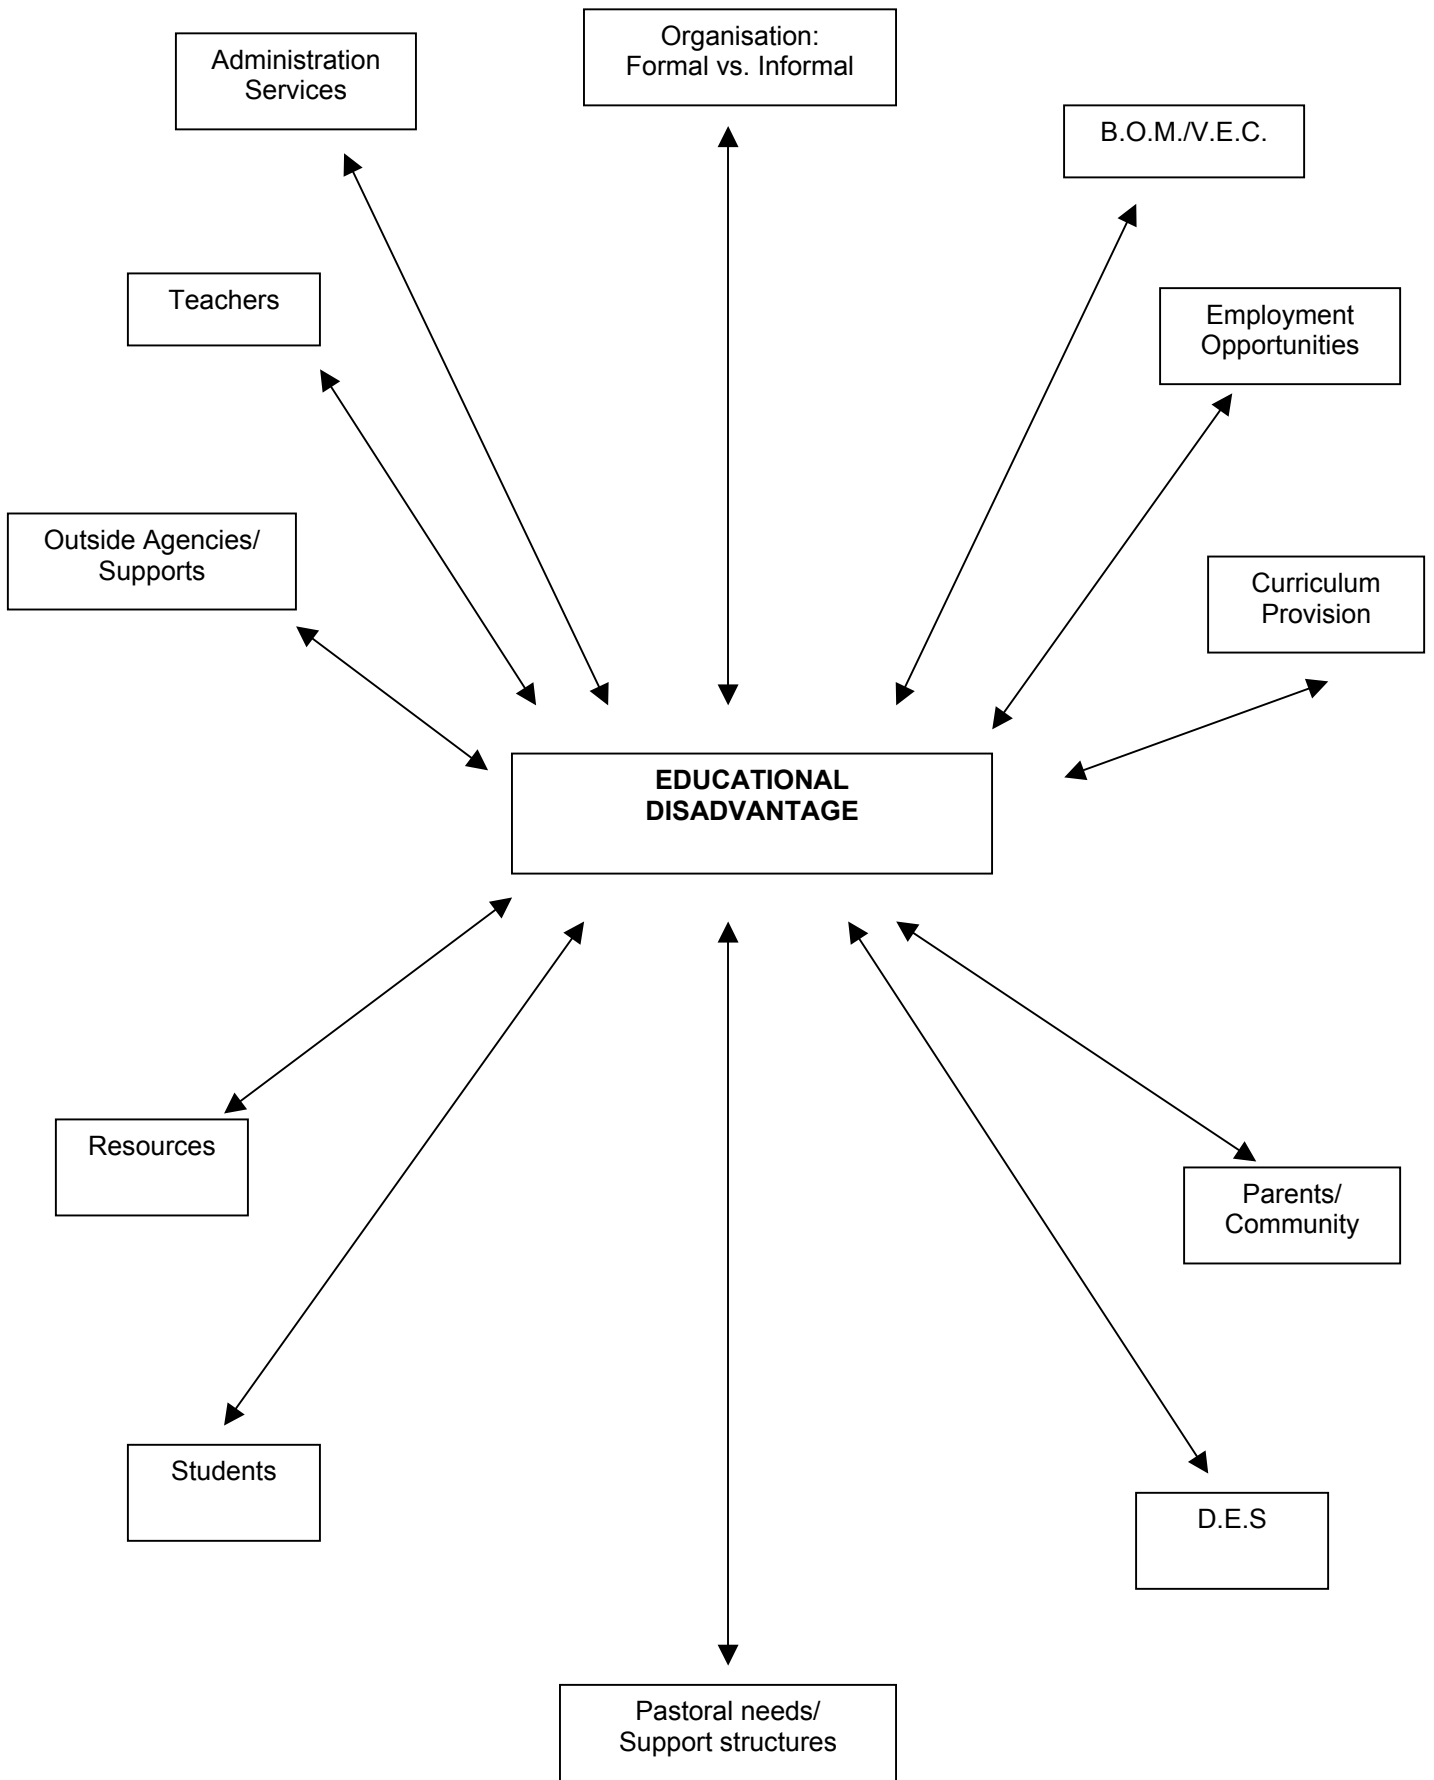 Organisation:
Formal vs. Informal
Administration
Services
B.O.M./V.E.C.
Teachers
Employment
Opportunities
Outside Agencies/
Supports
Curriculum
Provision
EDUCATIONAL
DISADVANTAGE
Resources
Parents/
Community
Students
D.E.S
Pastoral needs/
Support structures